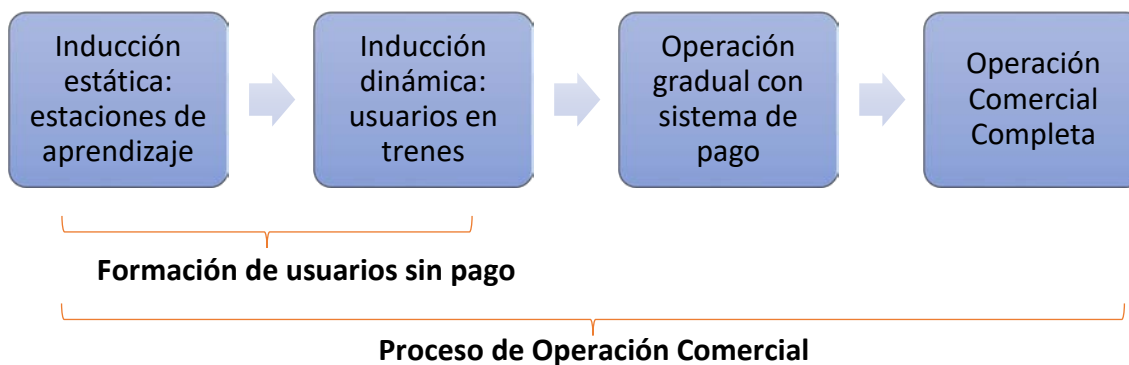 Inducción
estática:
estaciones de
aprendizaje
Inducción
dinámica:
usuarios en
trenes
Operación
gradual con
sistema de
pago
Operación
Comercial
Completa
Formación de usuarios sin pago
Proceso de Operación Comercial